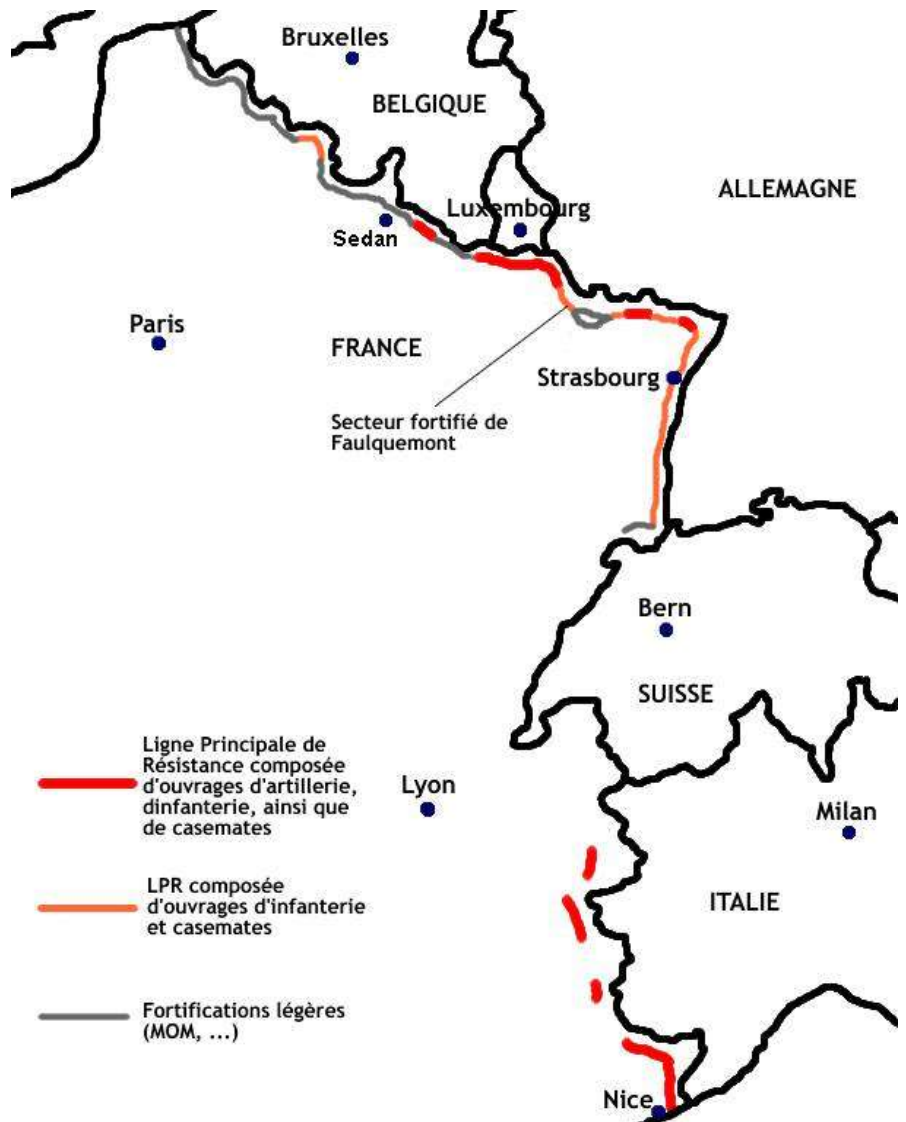 Bruxelles
BELGIQUE
ALLEMAGNE
Luxembourg
Sedan
Paris
FRANCE
Strasbourg
Secteur fortifié de
Faulquemont
Bern
SUISSE
Ligne Principale de
Résistance composée
d'ouvrages d'artillerie,
dinfanterie, ainsi que
de casemates
Lyon
Milan
LPR composée
d'ouvrages d'infanterie
et casemates
ITALIE
Fortifications légères
(MOM, ...)
Nice